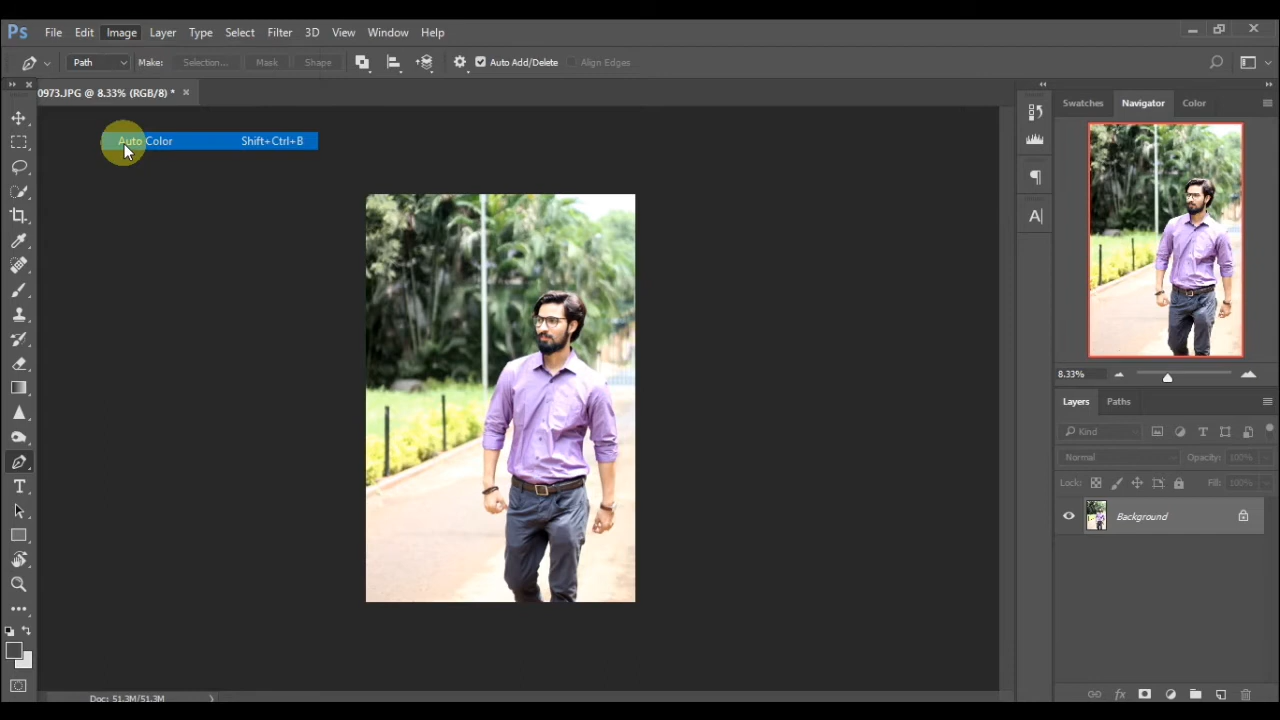 Ps File Edit Image Layer Type Select Filter 3D View Window Help
Path Make: Selection... Mask Shape Auto Add/Delete Align Edges
0973.JPG @ 8.33% (RGB/8) * ×
Swatches Navigator Color
Auto Color Shift+Ctrl+B
8.33%
Layers Paths
Kind
Normal Opacity: 100%
Lock: Fill: 100%
Background
Doc: 51.3M/51.3M